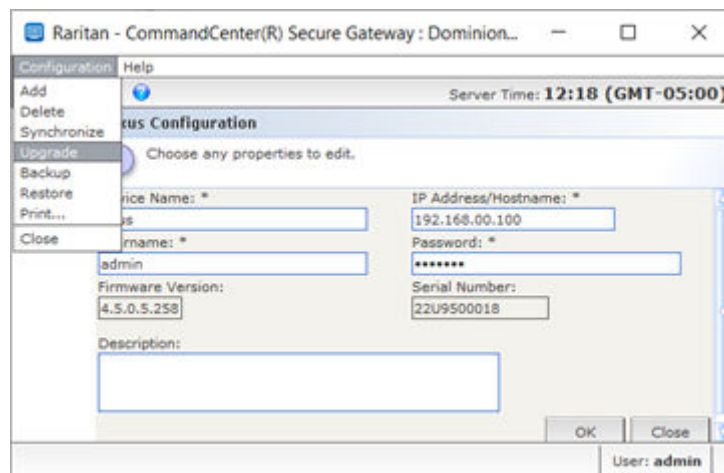 Raritan - CommandCenter(R) Secure Gateway : Dominion...
Configuration Help
Server Time: 12:18 (GMT-05:00)
Add
Delete
Synchronize
Upgrade
Backup
Restore
Print...
Close
Configuration
Choose any properties to edit.
Name: *
IP Address/Hostname: *
192.168.00.100
Password: *
admin
•••••••
Firmware Version:
Serial Number:
4.5.0.5.258
22U9500018
Description:
OK Close
User: admin